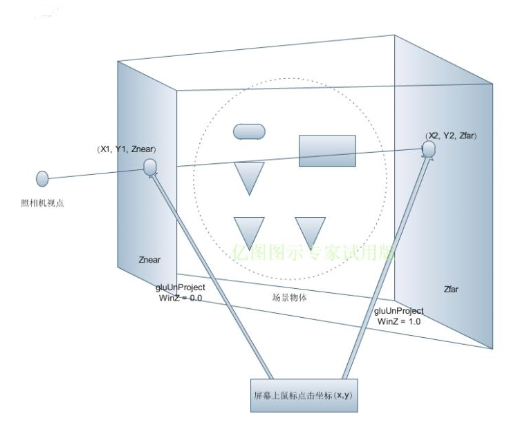 (X1, Y1, Znear)
(X2, Y2, Zfar)
照相机视点
亿图图示专家试用版
Znear
gluUnProject
WinZ = 0.0
场景物体
Zfar
gluUnProject
WinZ = 1.0
屏幕上鼠标点击坐标(x,y)